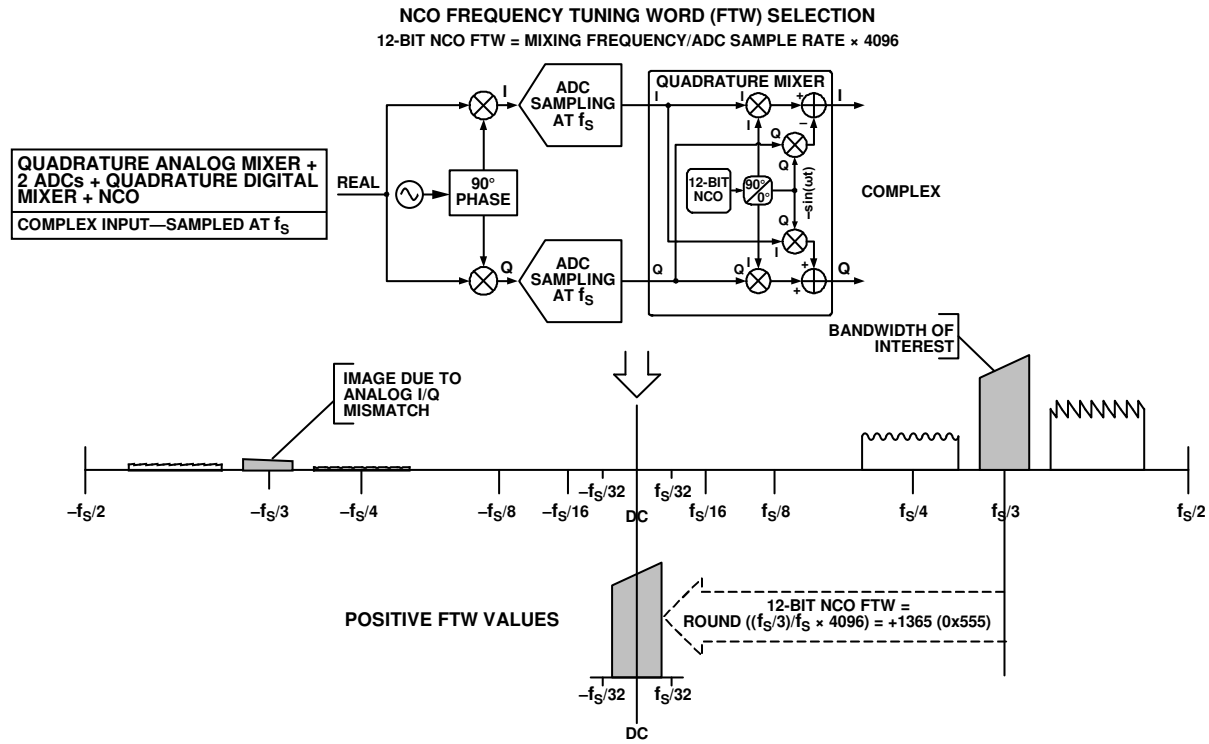 NCO FREQUENCY TUNING WORD (FTW) SELECTION
12-BIT NCO FTW = MIXING FREQUENCY/ADC SAMPLE RATE × 4096
QUADRATURE ANALOG MIXER +
2 ADCs + QUADRATURE DIGITAL
MIXER + NCO
COMPLEX INPUT—SAMPLED AT fS
REAL
90°
PHASE
I
ADC
SAMPLING
AT fS
I
Q
ADC
SAMPLING
AT fS
Q
QUADRATURE MIXER
I
I
+
–
I
Q
Q
12-BIT
NCO
90°
0°
–sin(ωt)
Q
I
I
Q
+
+
Q
COMPLEX
BANDWIDTH OF
INTEREST
IMAGE DUE TO
ANALOG I/Q
MISMATCH
–fS/2
–fS/3
–fS/4
–fS/8
–fS/16
–fS/32
DC
fS/32
fS/16
fS/8
fS/4
fS/3
fS/2
POSITIVE FTW VALUES
12-BIT NCO FTW =
ROUND ((fS/3)/fS × 4096) = +1365 (0x555)
–fS/32
fS/32
DC